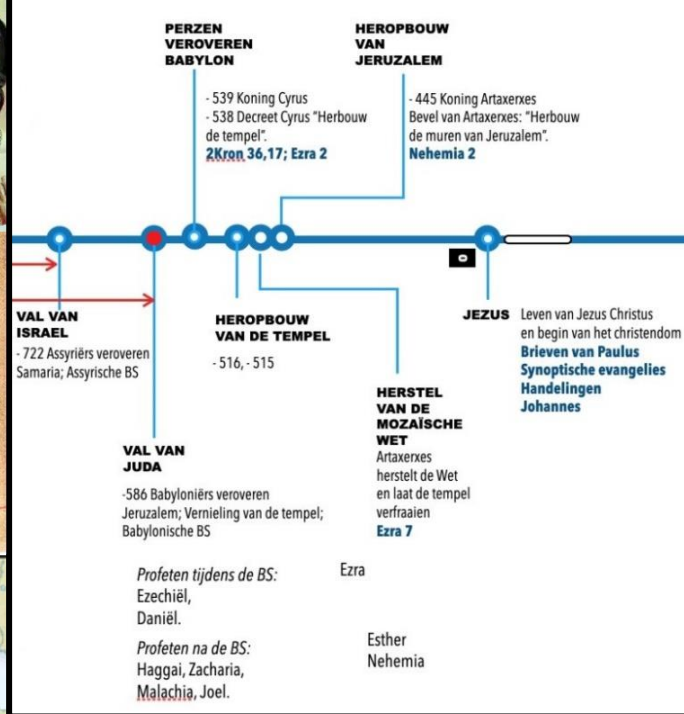 PERZEN
VEROVEREN
BABYLON
- 539 Koning Cyrus
- 538 Decreet Cyrus "Herbouw
de tempel".
2Kron 36,17; Ezra 2
HEROPBOUW
VAN
JERUZALEM
- 445 Koning Artaxerxes
Bevel van Artaxerxes: "Herbouw
de muren van Jeruzalem".
Nehemia 2
0
VAL VAN
ISRAEL
- 722 Assyriërs veroveren
Samaria; Assyrische BS
HEROPBOUW
VAN DE TEMPEL
- 516, - 515
JEZUS
Leven van Jezus Christus
en begin van het christendom
Brieven van Paulus
Synoptische evangelies
Handelingen
Johannes
HERSTEL
VAN DE
MOZAÏSCHE
WET
Artaxerxes
herstelt de Wet
en laat de tempel
verfraaien
Ezra 7
VAL VAN
JUDA
-586 Babyloniërs veroveren
Jeruzalem; Vernieling van de tempel;
Babylonische BS
Profeten tijdens de BS:
Ezechiël,
Daniël.
Ezra
Profeten na de BS:
Haggai, Zacharia,
Malachia, Joel.
Esther
Nehemia